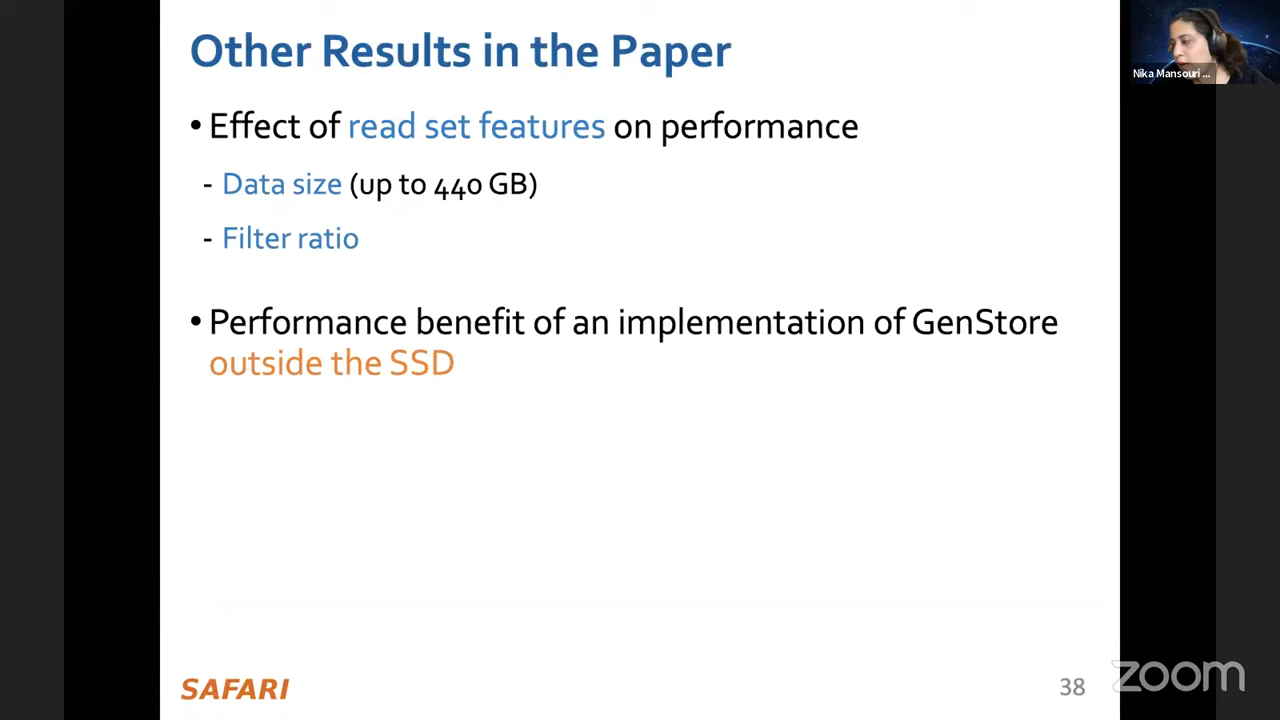 Other Results in the Paper
• Effect of read set features on performance
- Data size (up to 440 GB)
- Filter ratio
• Performance benefit of an implementation of GenStore
outside the SSD
SAFARI
38
Nika Mansouri ...
zoom